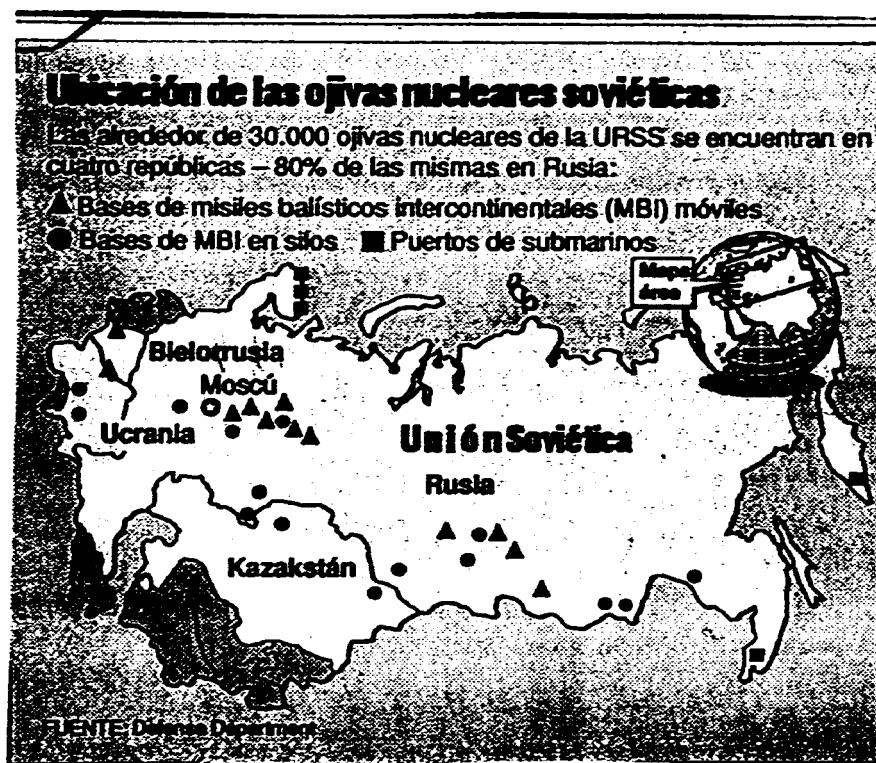 Ubicación de las ojivas nucleares soviéticas
Las alrededor de 30.000 ojivas nucleares de la URSS se encuentran en
cuatro repúblicas – 80% de las mismas en Rusia:
Bases de misiles balísticos intercontinentales (MBI) móviles
Bases de MBI en silos
Puertos de submarinos
Mapa
área
Bielorrusia
Moscú
Ucrania
Unión Soviética
Rusia
Kazakstán
FUENTE: Defense Department